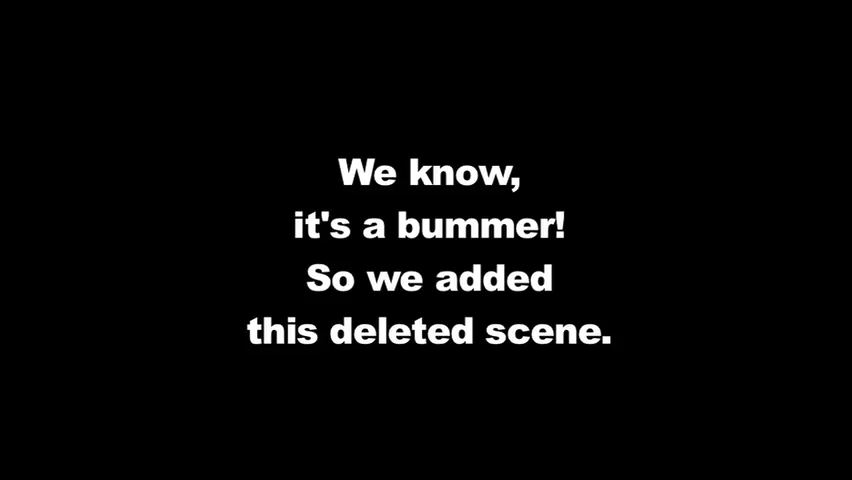 We know,
it's a bummer!
So we added
this deleted scene.